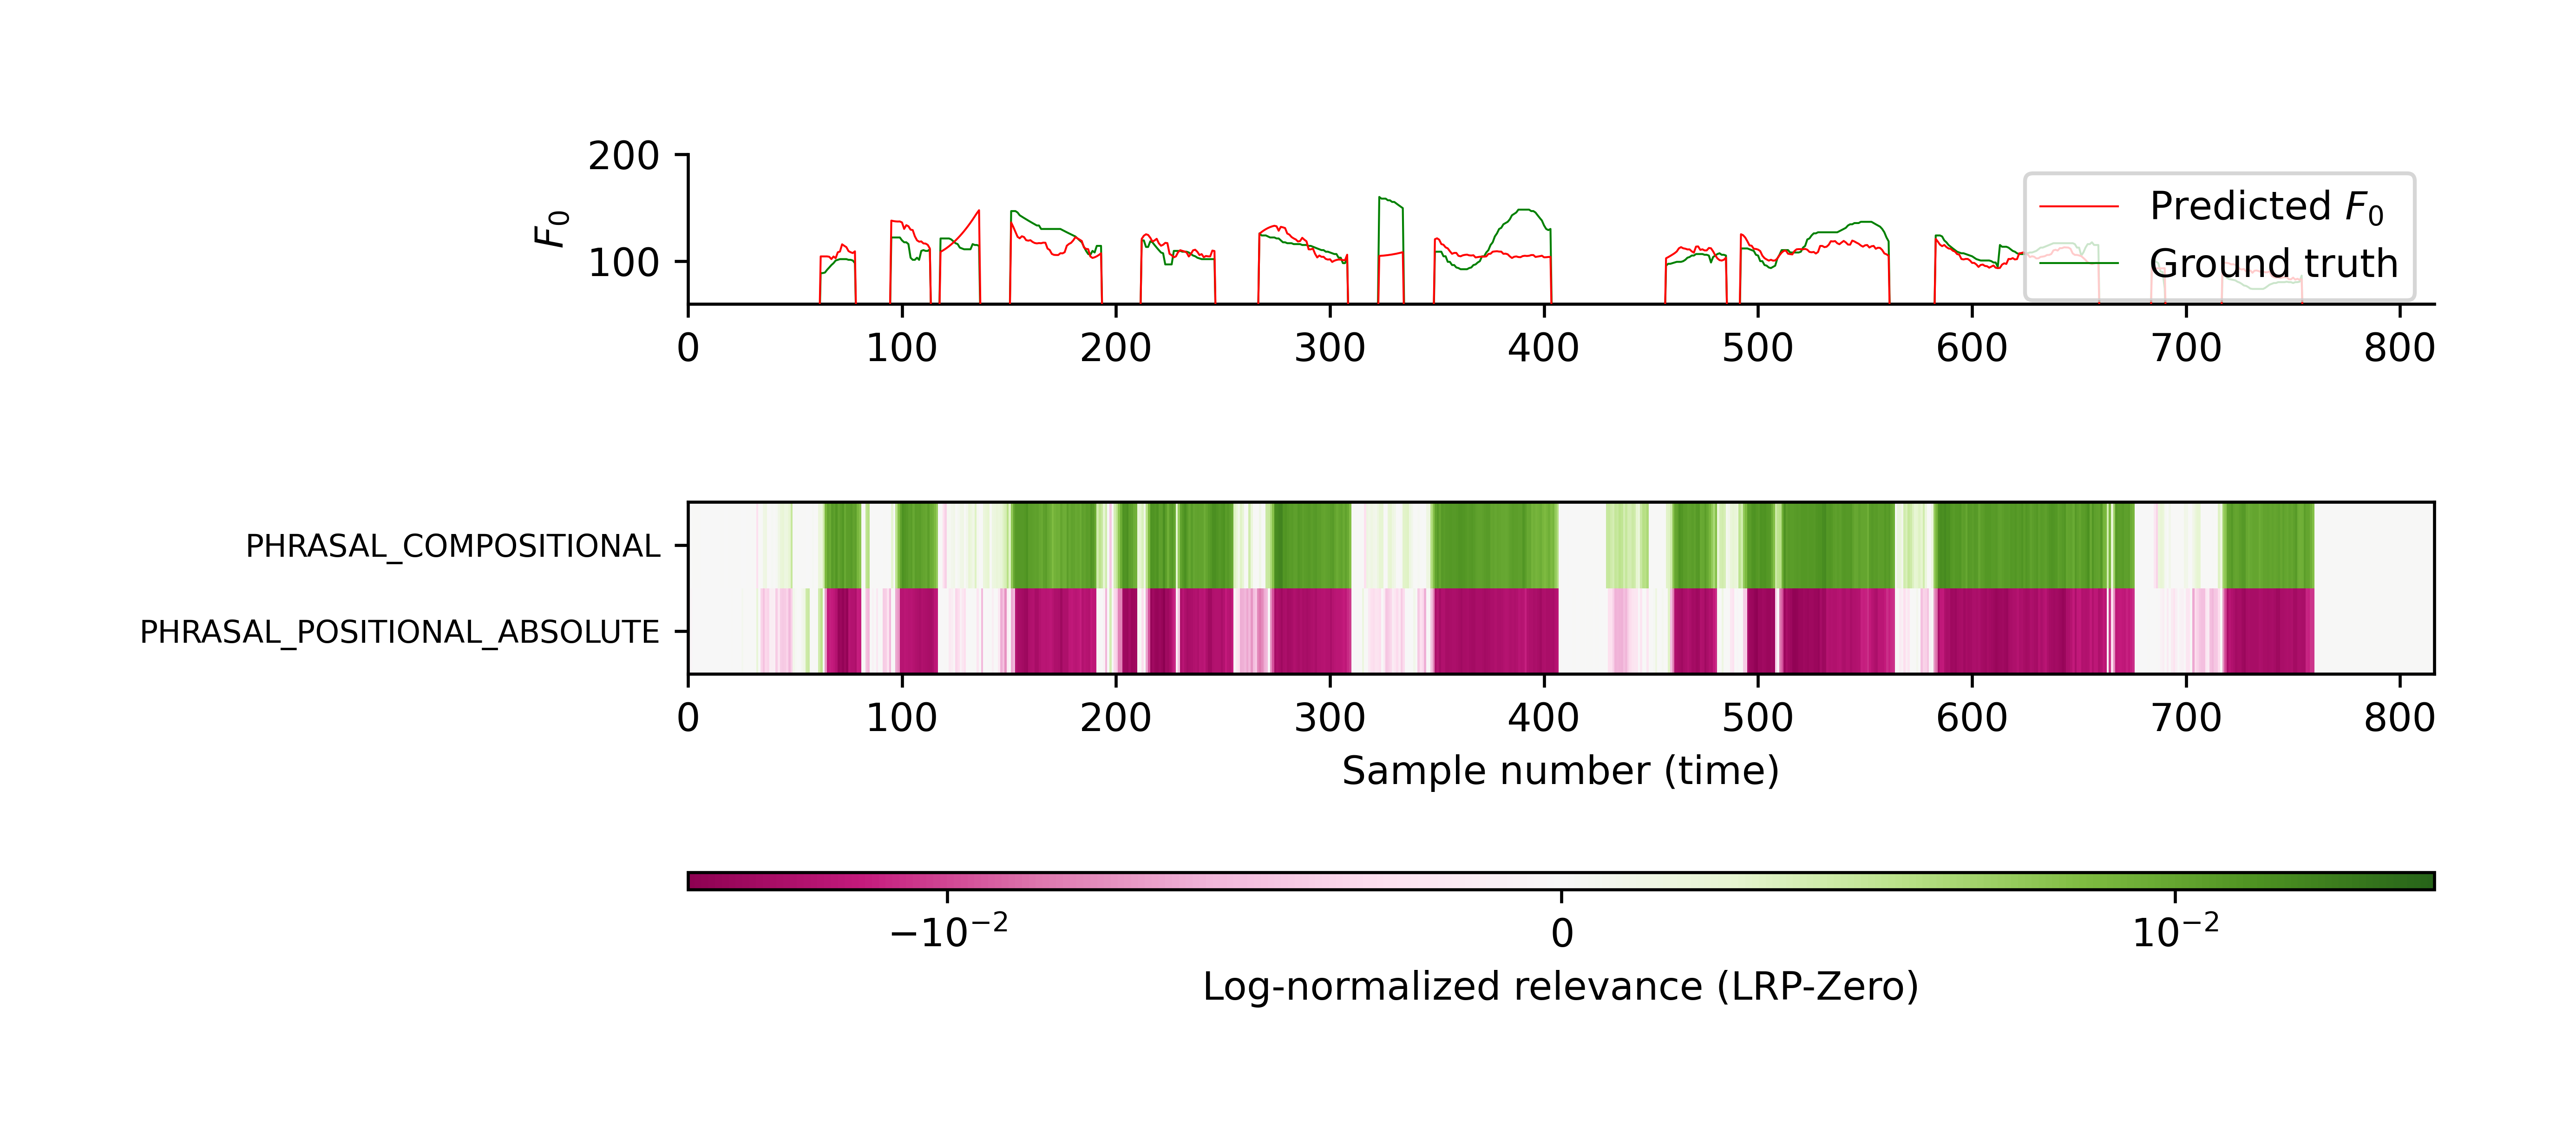 200
100
F0
Predicted F0
Ground truth
0 100 200 300 400 500 600 700 800
PHRASAL_COMPOSITIONAL
PHRASAL_POSITIONAL_ABSOLUTE
0 100 200 300 400 500 600 700 800
Sample number (time)
−10⁻² 0 10⁻²
Log-normalized relevance (LRP-Zero)